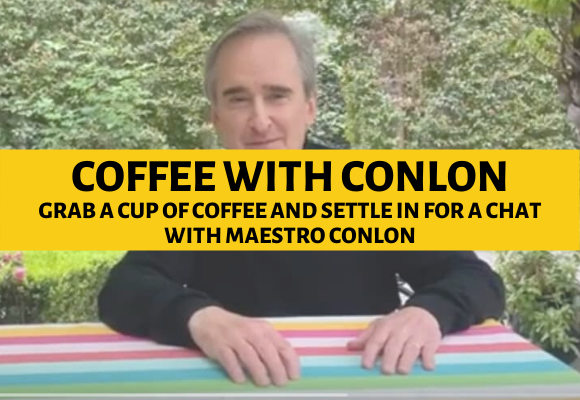 COFFEE WITH CONLON
GRAB A CUP OF COFFEE AND SETTLE IN FOR A CHAT
WITH MAESTRO CONLON